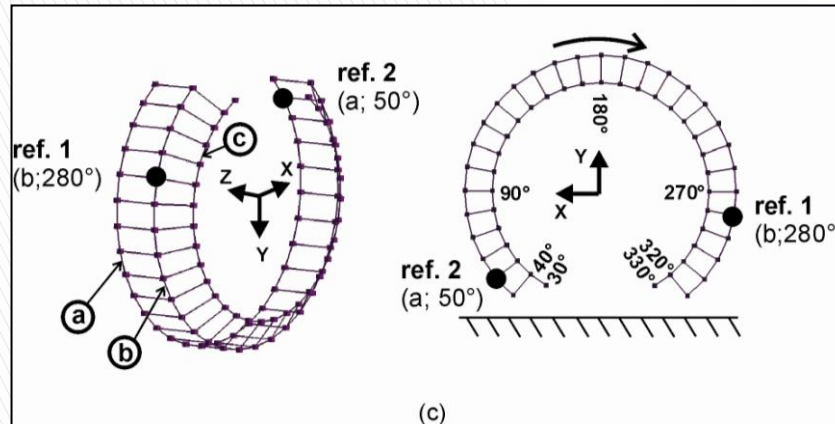 ref. 2
(a; 50°)
c
ref. 1
(b;280°)
Z
X
Y
a
b
180°
Y
X
90°
270°
ref. 1
(b;280°
ref. 2
(a; 50°)
40°
30°
320°
330°
(c)